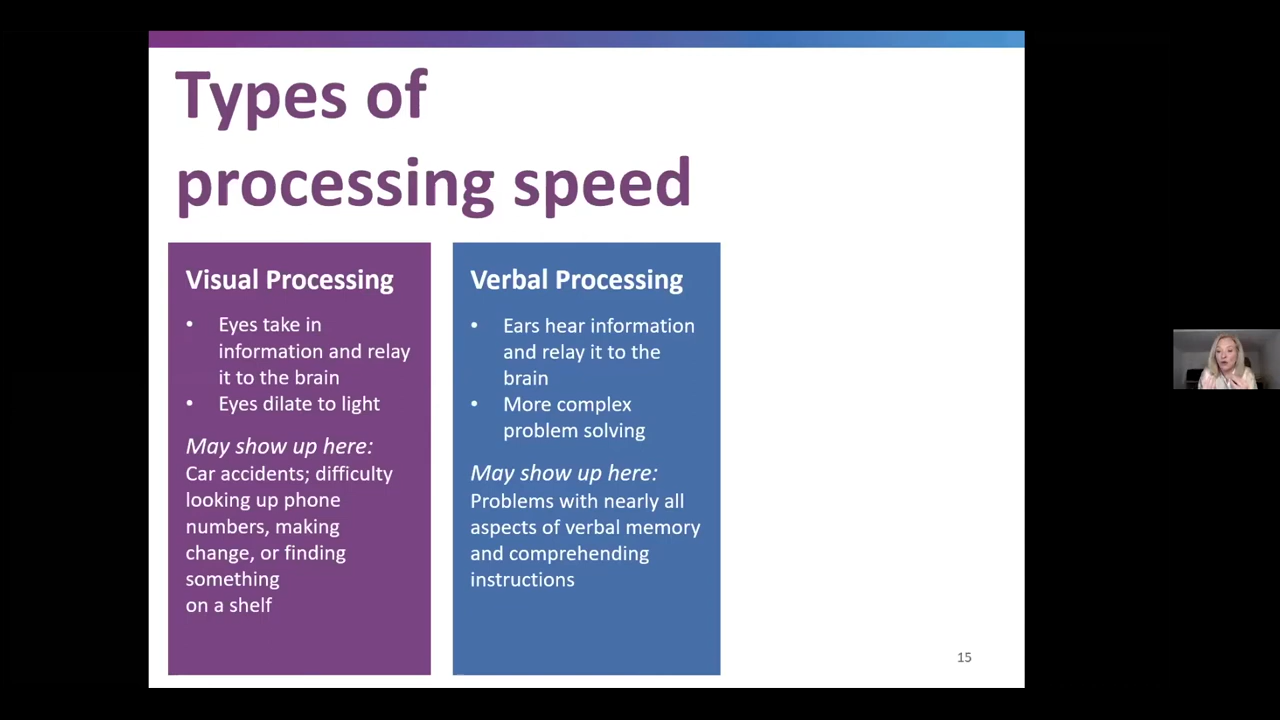 Types of
processing speed
Visual Processing
• Eyes take in
information and relay
it to the brain
• Eyes dilate to light
May show up here:
Car accidents; difficulty
looking up phone
numbers, making
change, or finding
something
on a shelf
Verbal Processing
• Ears hear information
and relay it to the
brain
• More complex
problem solving
May show up here:
Problems with nearly all
aspects of verbal memory
and comprehending
instructions
15